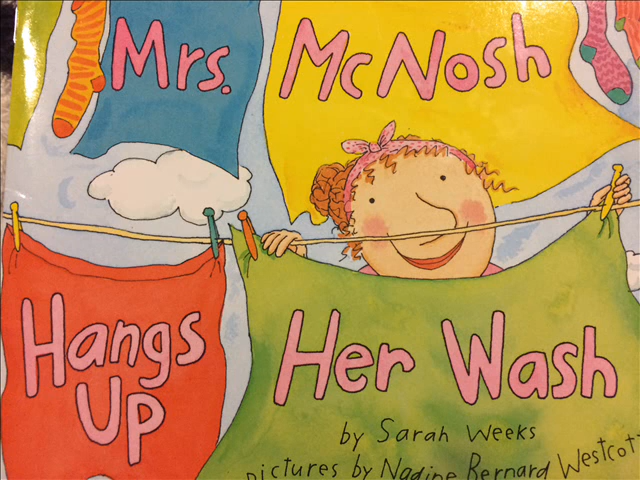 Mrs. McNosh
Hangs Up
Her Wash
by Sarah Weeks
pictures by Nadine Bernard Westcott